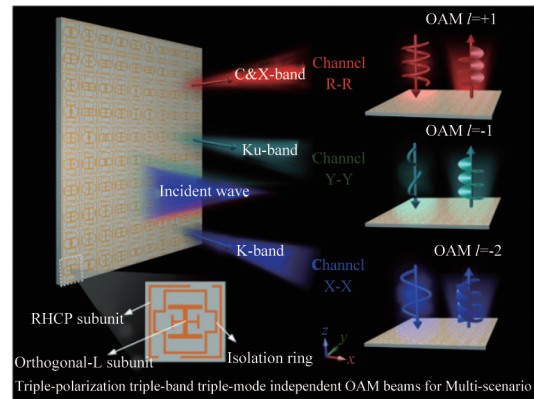 OAM l=+1
C&X-band
Channel
R-R
OAM l=-1
Ku-band
Channel
Y-Y
Incident wave
OAM l=-2
K-band
Channel
X-X
RHCP subunit
Orthogonal-L subunit
Isolation ring
z
y
x
Triple-polarization triple-band triple-mode independent OAM beams for Multi-scenario